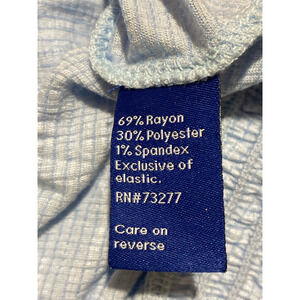 69% Rayon
30% Polyester
1% Spandex
Exclusive of
elastic.
RN#73277
Care on
reverse